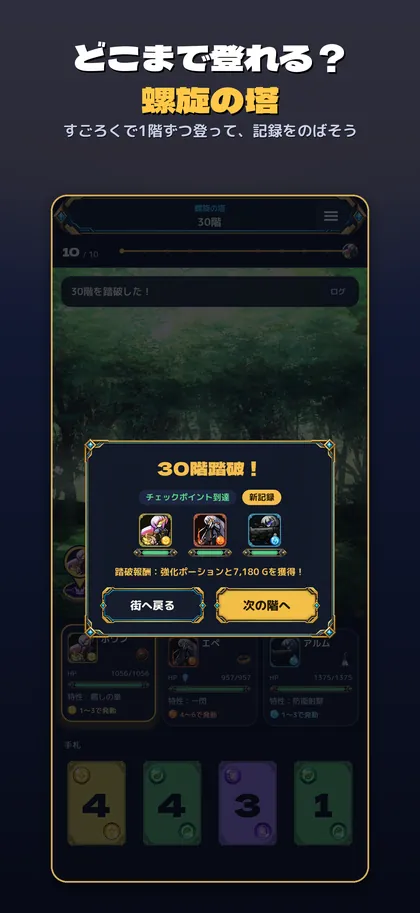 どこまで登れる？
螺旋の塔
すごろくで1階ずつ登って、記録をのばそう
螺旋の塔
30階
10 / 10
30階を踏破した！
ログ
30階踏破！
チェックポイント到達
新記録
踏破報酬：強化ポーションと7,180 Gを獲得！
街へ戻る
次の階へ
エペ
アルム
HP 1056/1056
HP 957/957
HP 1375/1375
特性：癒しの巣
特性：一閃
特性：防衛射撃
1〜3で発動
4〜6で発動
1〜3で発動
手札
4
4
3
1